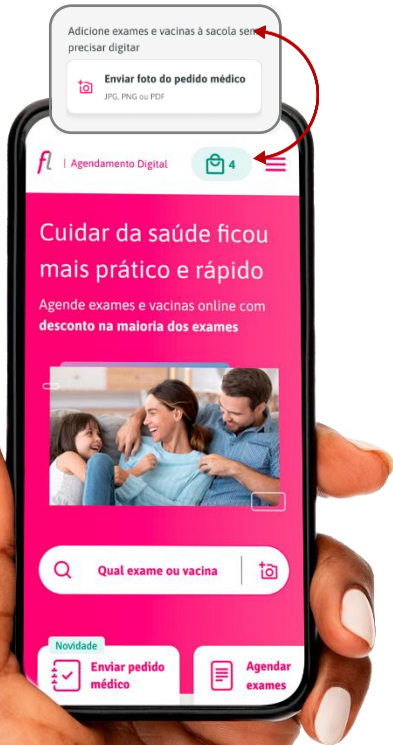 Adicione exames e vacinas à sacola sem
precisar digitar
Enviar foto do pedido médico
JPG, PNG ou PDF
fl | Agendamento Digital
4
Cuidar da saúde ficou
mais prático e rápido
Agende exames e vacinas online com
desconto na maioria dos exames
Qual exame ou vacina
Novidade
Enviar pedido
médico
Agendar
exames